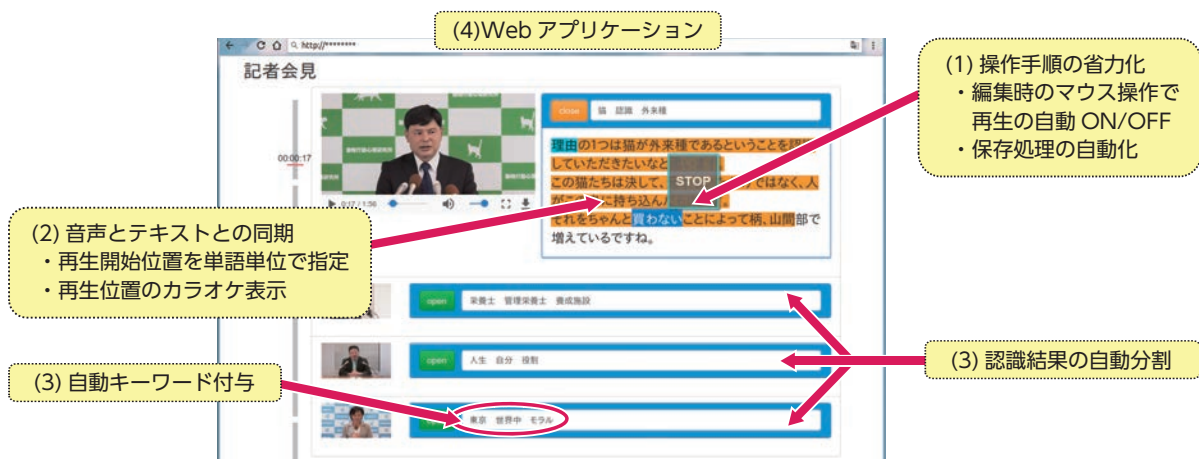 (4)Web アプリケーション
http://********
記者会見
(1) 操作手順の省力化
・編集時のマウス操作で
再生の自動 ON/OFF
・保存処理の自動化
close
猫 認識 外来種
00:00:17
理由の1つは猫が外来種であるということを認識
していただきたいなと
この猫たちは決して、
STOP
ではなく、人
に持ち込ん
それをちゃんと買わないことによって柄、山間部で
増えているですね。
0:17 / 1:56
(2) 音声とテキストとの同期
・再生開始位置を単語単位で指定
・再生位置のカラオケ表示
open
栄養士 管理栄養士 養成施設
open
人生 自分 役割
(3) 認識結果の自動分割
(3) 自動キーワード付与
東京 世界中 モラル